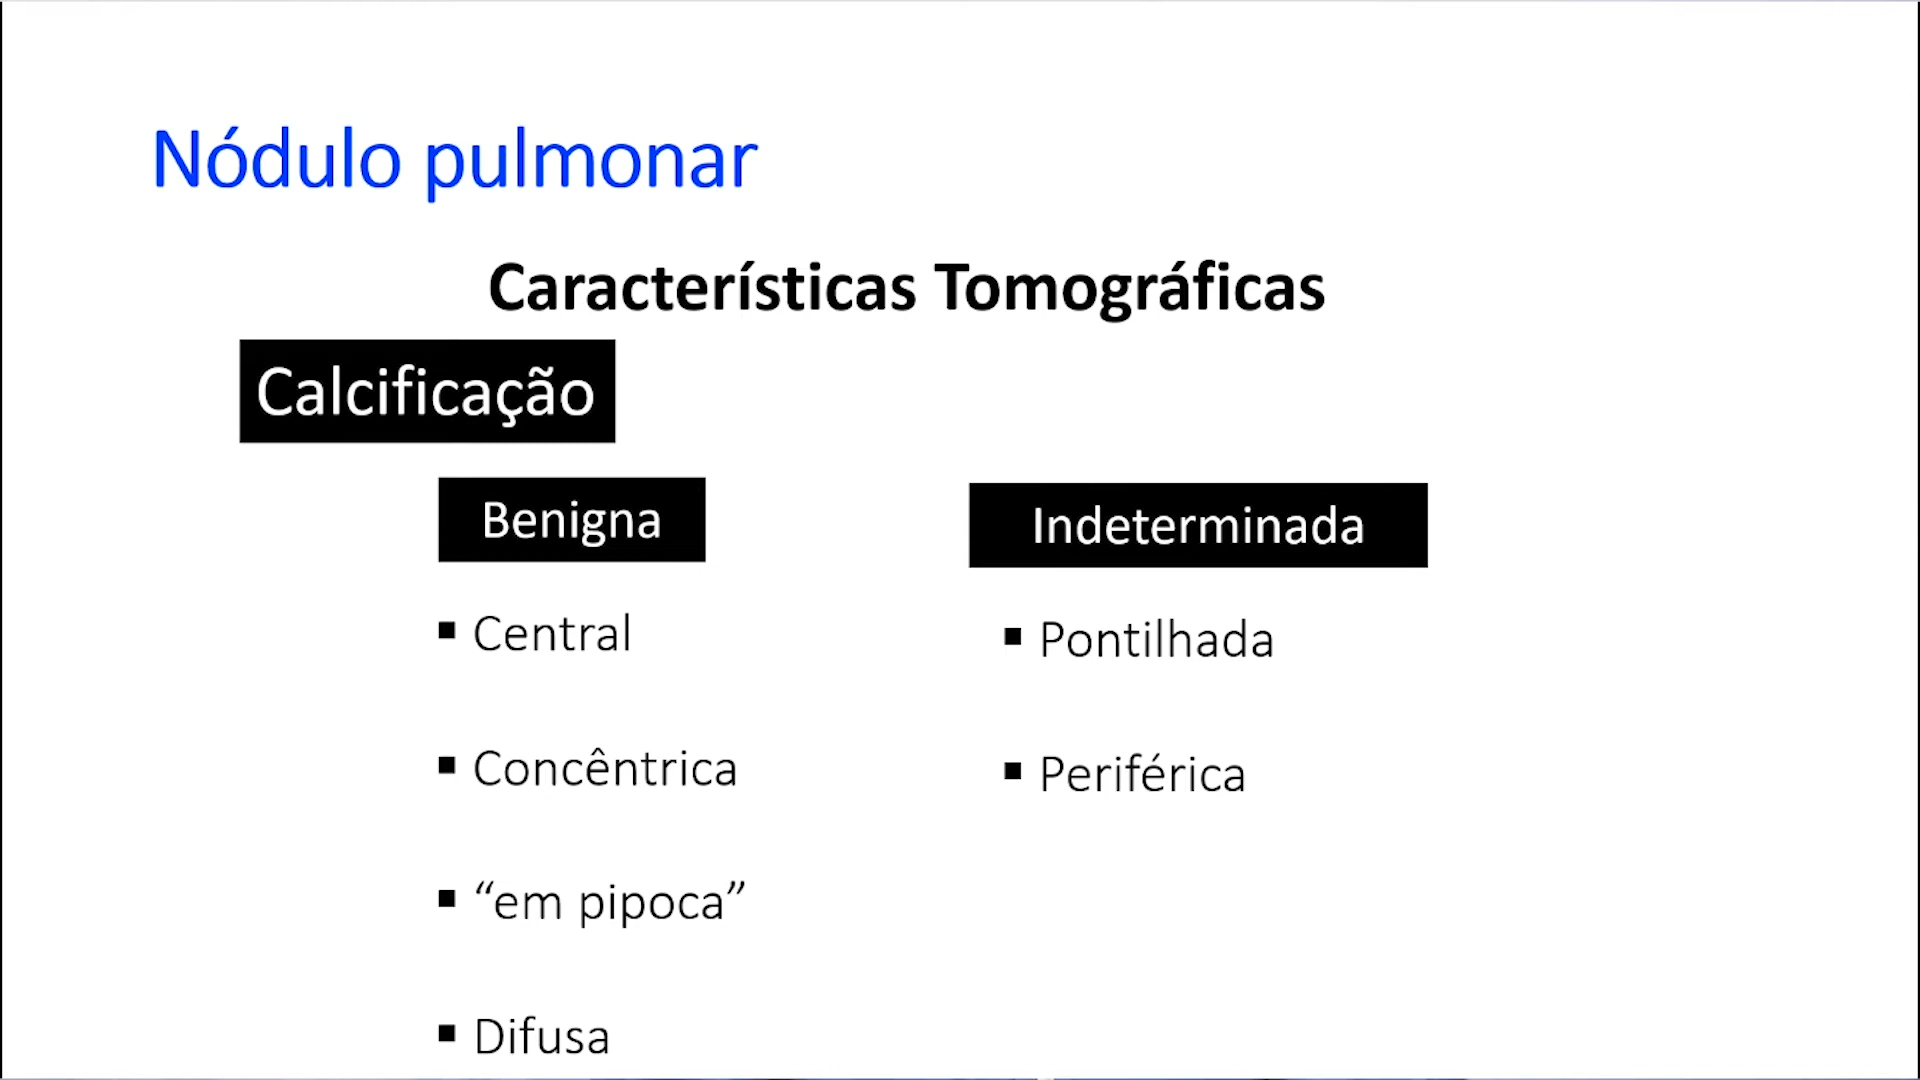 Nódulo pulmonar
Características Tomográficas
Calcificação
Benigna
▪ Central
▪ Concêntrica
▪ “em pipoca”
▪ Difusa
Indeterminada
▪ Pontilhada
▪ Periférica